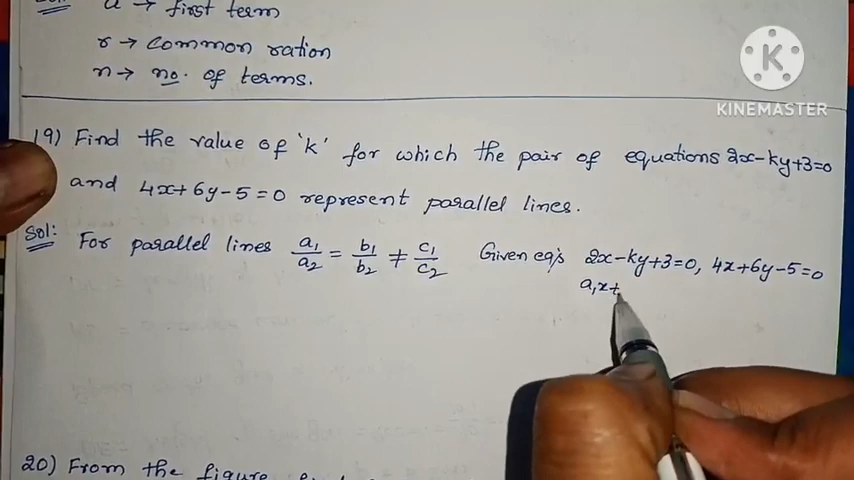 Sol: a → first term
r → common ration
n → no. of terms.
K
KINEMASTER
19) Find the value of 'k' for which the pair of equations 2x-ky+3=0
and 4x+6y-5=0 represent parallel lines.
Sol: For parallel lines a₁/a₂ = b₁/b₂ ≠ c₁/c₂ Given eq's 2x-ky+3=0, 4x+6y-5=0
a₁x+
20) From the figure